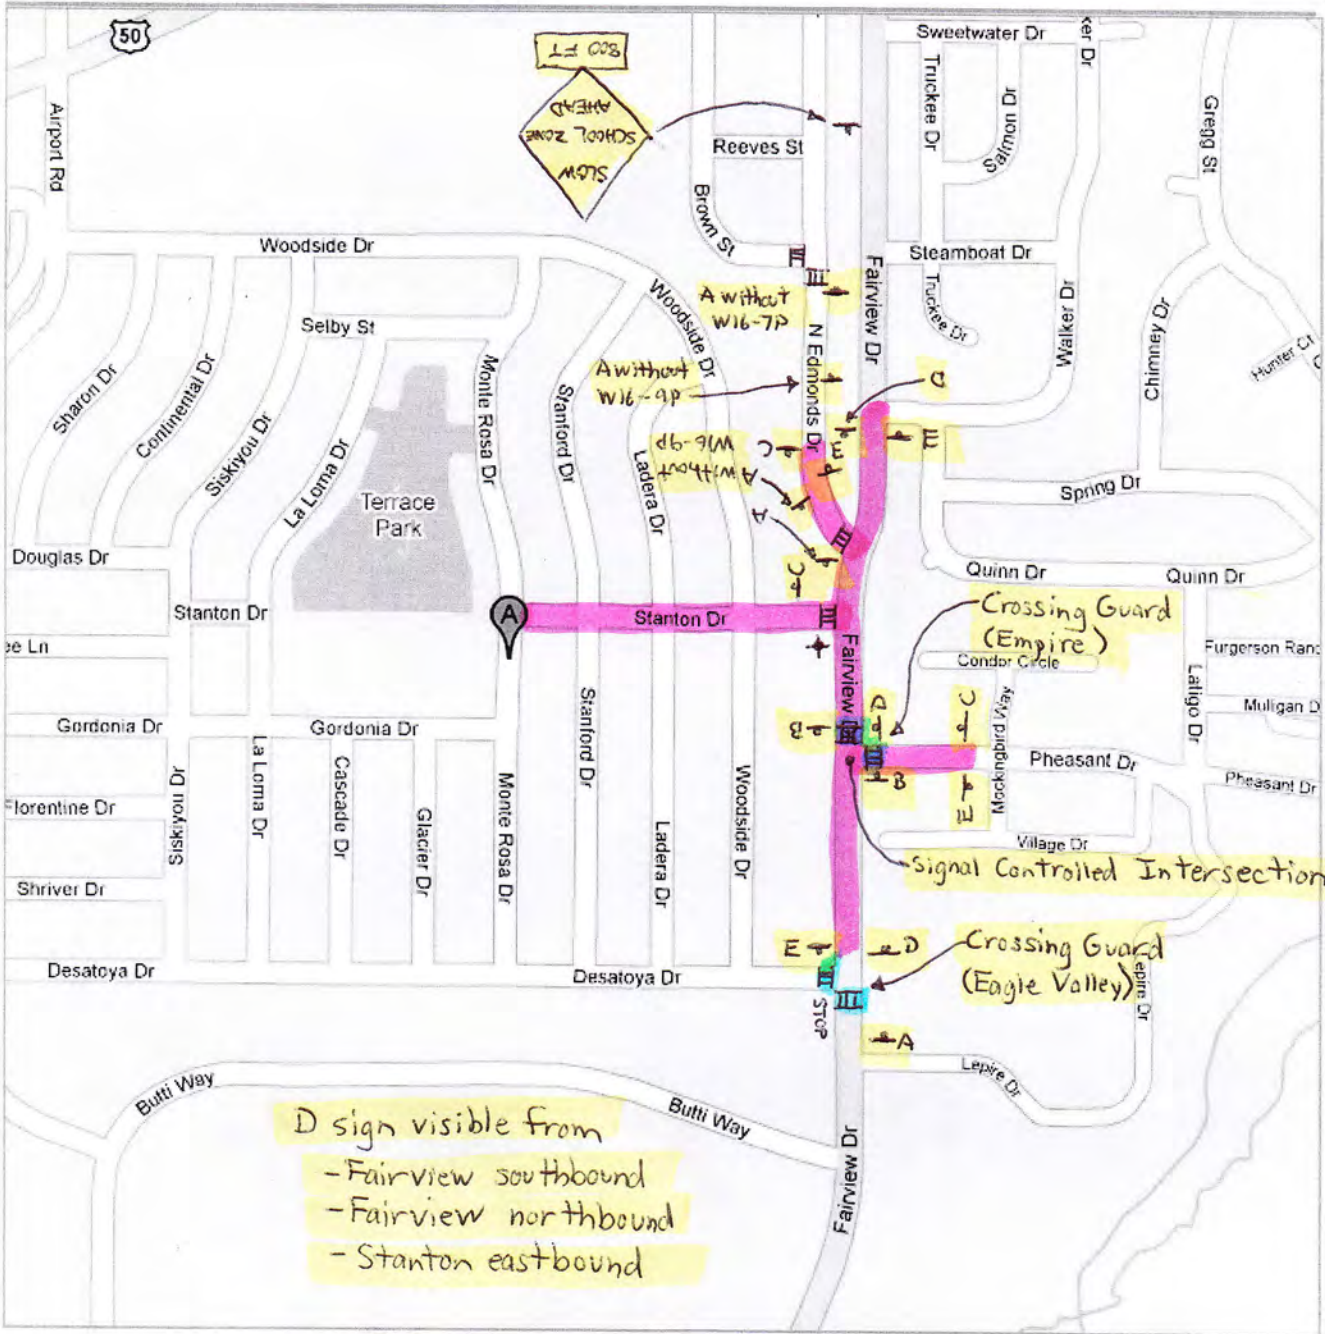 50
800 FT
SLOW
SCHOOL ZONE
AHEAD
Sweetwater Dr
ker Dr
Truckee Dr
Salmon Dr
Gregg St
Airport Rd
Reeves St
Brown St
Woodside Dr
Steamboat Dr
Fairview Dr
Truckee Dr
Walker Dr
Chimney Dr
Hunter Ct
A without
W16-7P
N Edmonds Dr
Woodside Dr
Selby St
Monte Rosa Dr
Stanford Dr
A without
W16-9P
C
Sharon Dr
Continental Dr
Siskiyou Dr
La Loma Dr
Terrace
Park
Ladera Dr
A without
W16-9P
C
E
Spring Dr
A
C
Douglas Dr
Quinn Dr
Quinn Dr
Stanton Dr
A
Stanton Dr
Crossing Guard
(Empire)
Condor Circle
ee Ln
Furgerson Ranc
Latigo Dr
Mulligan D
Gordonia Dr
Gordonia Dr
Stanford Dr
Fairview D
B
D
C
Mockingbird Way
Pheasant Dr
Pheasant Dr
B
E
La Loma Dr
Cascade Dr
Monte Rosa Dr
Woodside Dr
Florentine Dr
Siskiyou Dr
Glacier Dr
Ladera Dr
Village Dr
Signal Controlled Intersection
Shriver Dr
E
D
Crossing Guard
(Eagle Valley)
Lepire Dr
Desatoya Dr
Desatoya Dr
STOP
A
Lepire Dr
Butti Way
Butti Way
Fairview Dr
D sign visible from
- Fairview southbound
- Fairview northbound
- Stanton eastbound